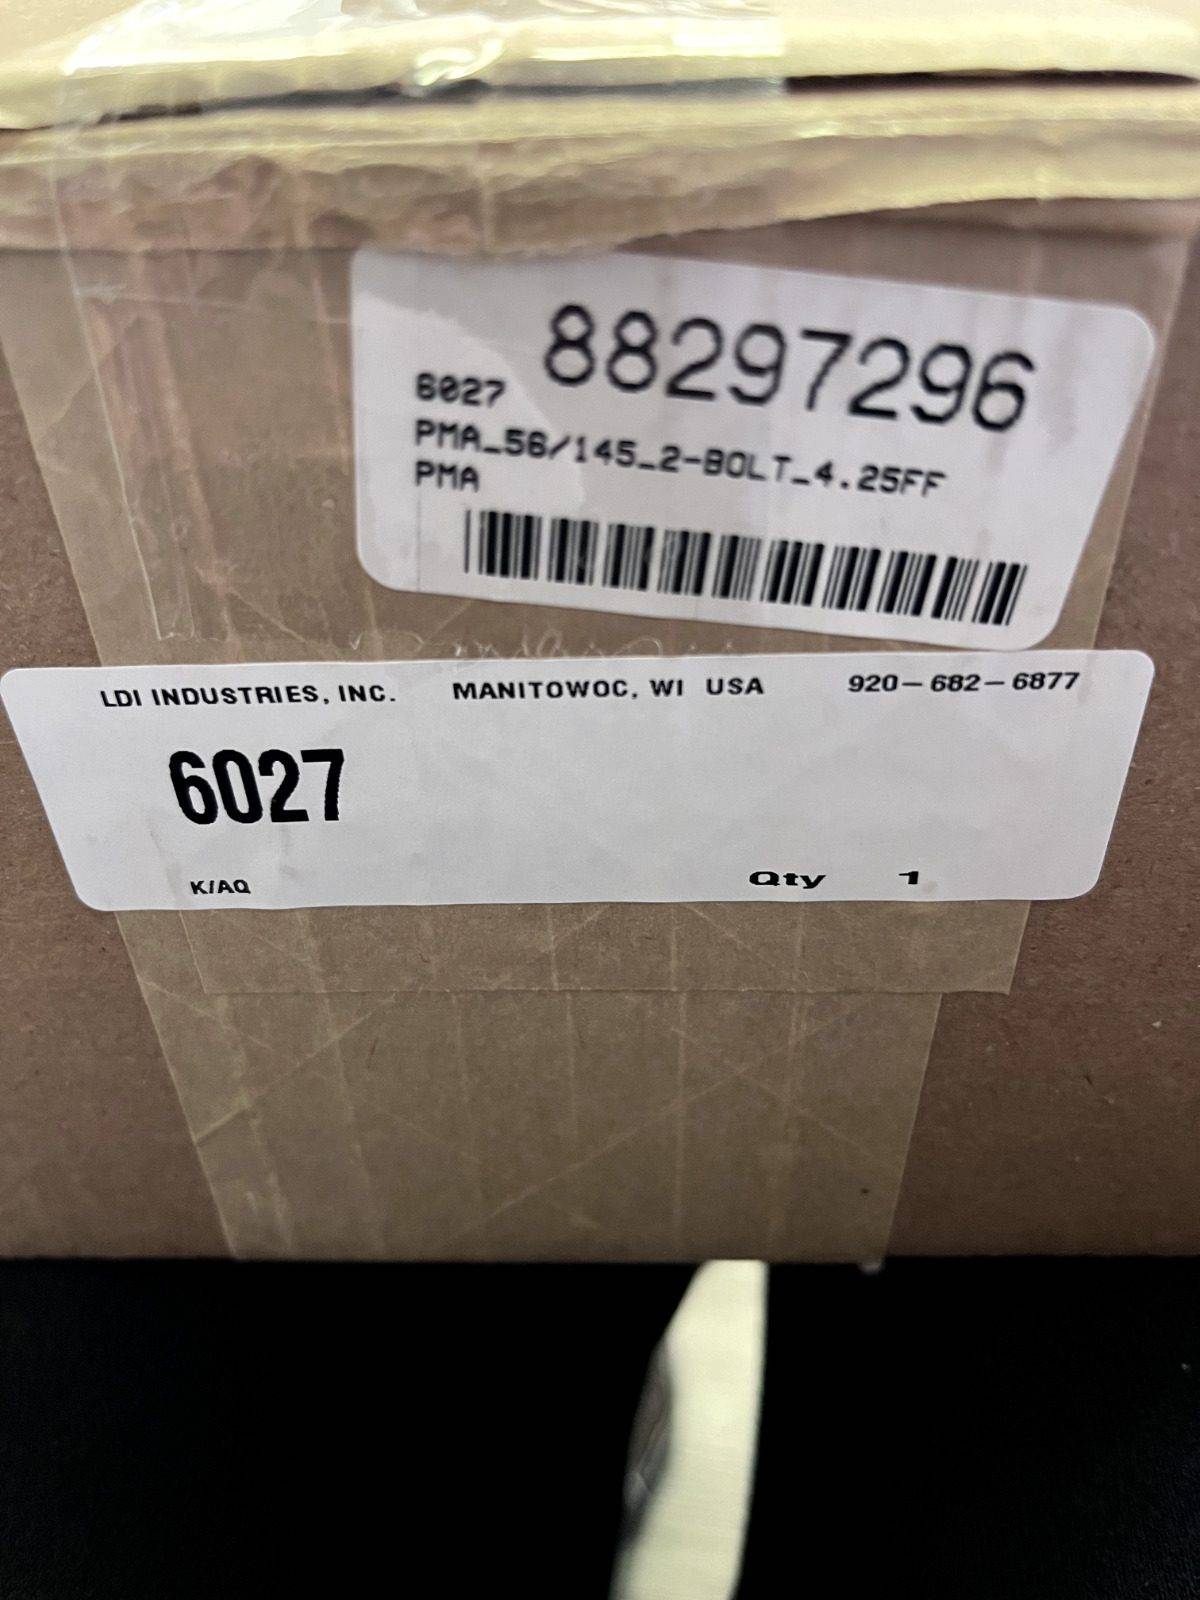 88297296
6027
PMA_56/145_2-BOLT_4.25FF
PMA
LDI INDUSTRIES, INC. MANITOWOC, WI USA 920-682-6877
6027
K/AQ Qty 1